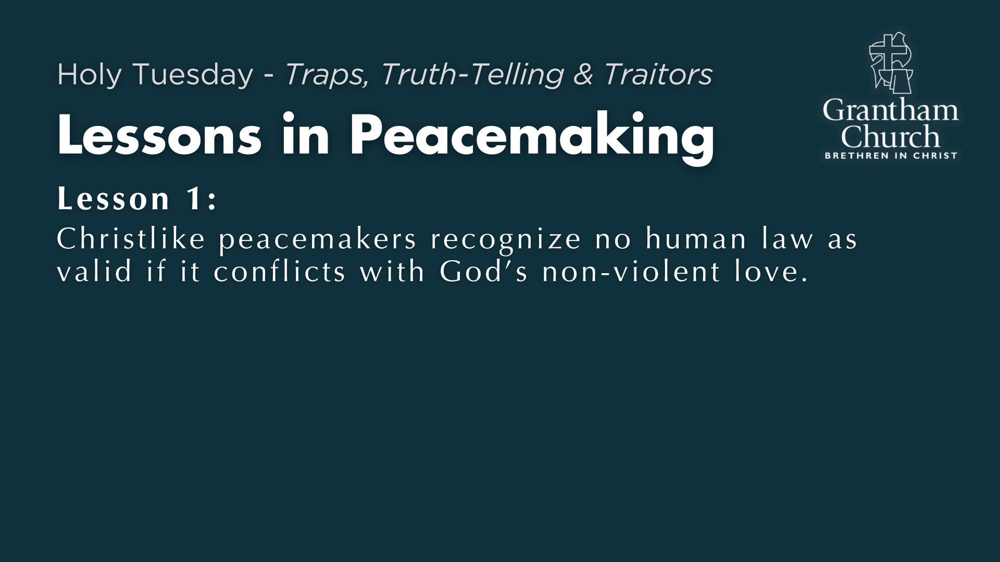 Holy Tuesday - Traps, Truth-Telling & Traitors
Lessons in Peacemaking
Grantham
Church
BRETHREN IN CHRIST
Lesson 1:
Christlike peacemakers recognize no human law as
valid if it conflicts with God’s non-violent love.